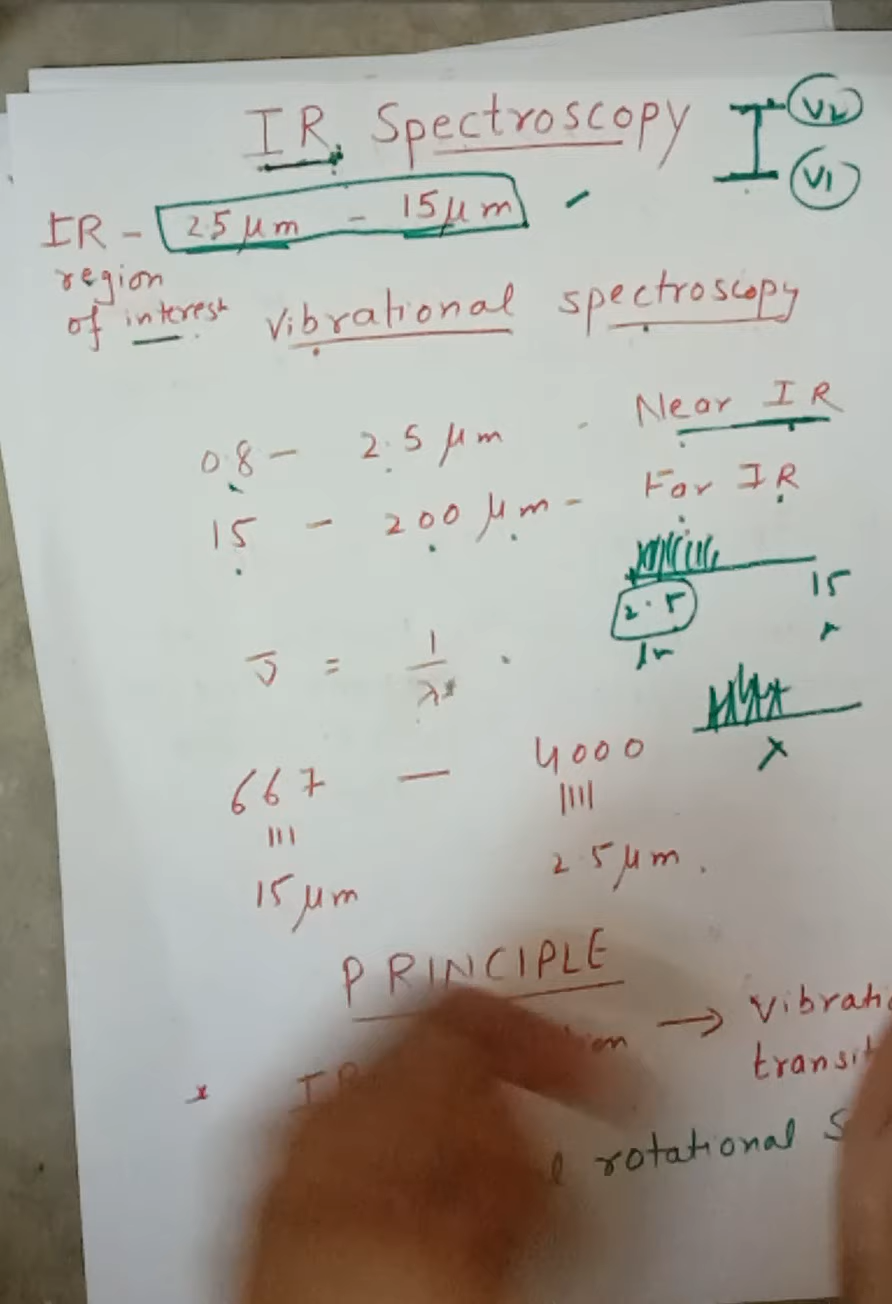 IR Spectroscopy
V2
V1
IR - 2.5 μm - 15 μm
region
of interest
Vibrational spectroscopy
0.8 - 2.5 μm - Near IR
15 - 200 μm - Far IR
2.5 15
ν̅ = 1/λ
667 — 4000
15 μm 2.5 μm.
PRINCIPLE
* IR → Vibrati
transit
rotational S